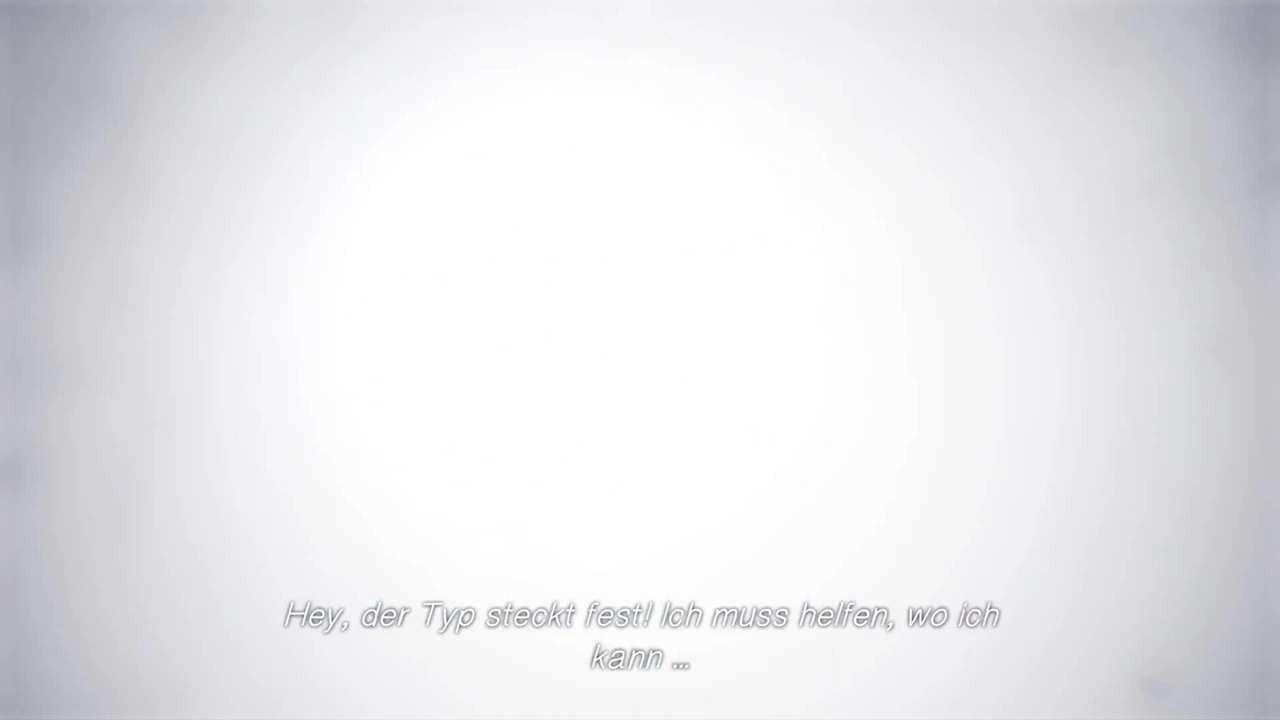 Hey, der Typ steckt fest! Ich muss helfen, wo ich
kann ...